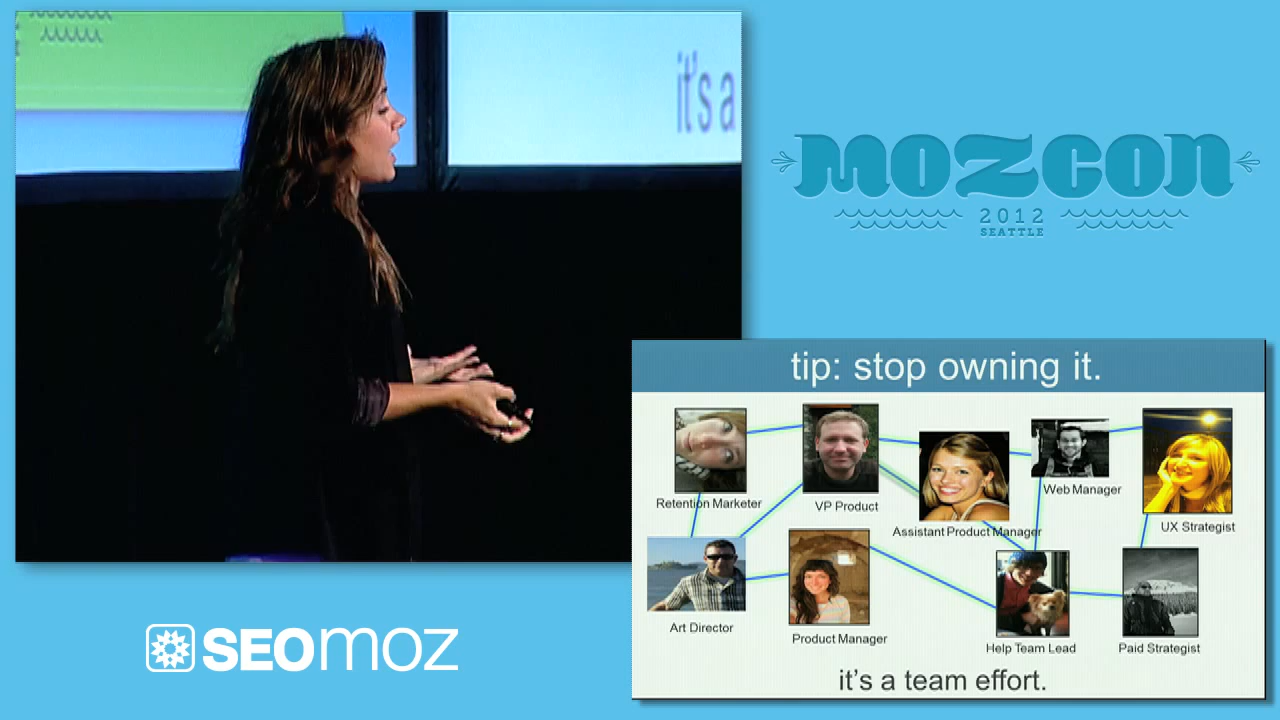 it's a
MOZCON
2012
SEATTLE
tip: stop owning it.
Retention Marketer
VP Product
Assistant Product Manager
Web Manager
UX Strategist
Art Director
Product Manager
Help Team Lead
Paid Strategist
it's a team effort.
SEOmoz